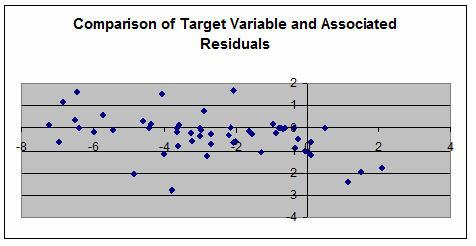 Comparison of Target Variable and Associated
Residuals
2
1
0
-8 -6 -4 -2 0 2 4
-1
-2
-3
-4